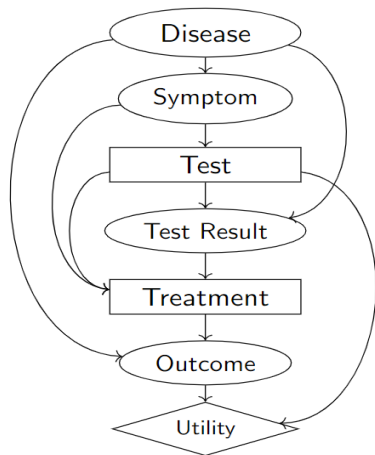 Disease
Symptom
Test
Test Result
Treatment
Outcome
Utility